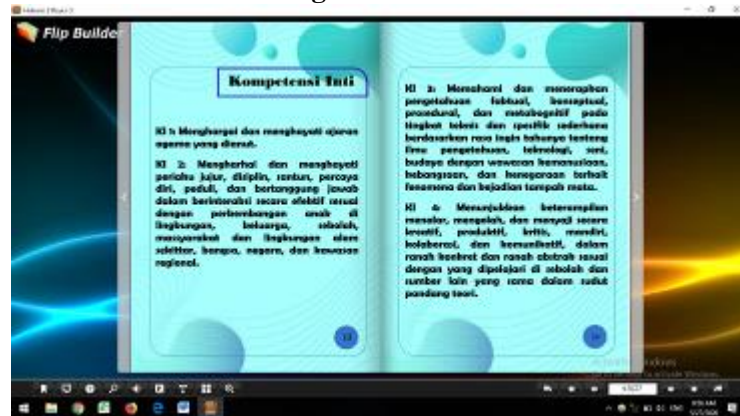 Flip Builder
Kompetensi Inti
KI 1: Menghargai dan menghayati ajaran
agama yang dianut.
KI 2: Menghargai dan menghayati
perilaku jujur, disiplin, santun, percaya
diri, peduli, dan bertanggung jawab
dalam berinteraksi secara efektif sesuai
dengan perkembangan anak di
lingkungan, keluarga, sekolah,
masyarakat dan lingkungan alam
sekitar, bangsa, negara, dan kawasan
regional.
KI 3: Memahami dan menerapkan
pengetahuan faktual, konseptual,
prosedural, dan metakognitif pada
tingkat teknis dan spesifik sederhana
berdasarkan rasa ingin tahunya tentang
ilmu pengetahuan, teknologi, seni,
budaya dengan wawasan kemanusiaan,
kebangsaan, dan kenegaraan terkait
fenomena dan kejadian tampak mata.
KI 4: Menunjukkan keterampilan
menalar, mengolah, dan menyaji secara
kreatif, produktif, kritis, mandiri,
kolaboratif, dan komunikatif, dalam
ranah konkret dan ranah abstrak sesuai
dengan yang dipelajari di sekolah dan
sumber lain yang sama dalam sudut
pandang teori.